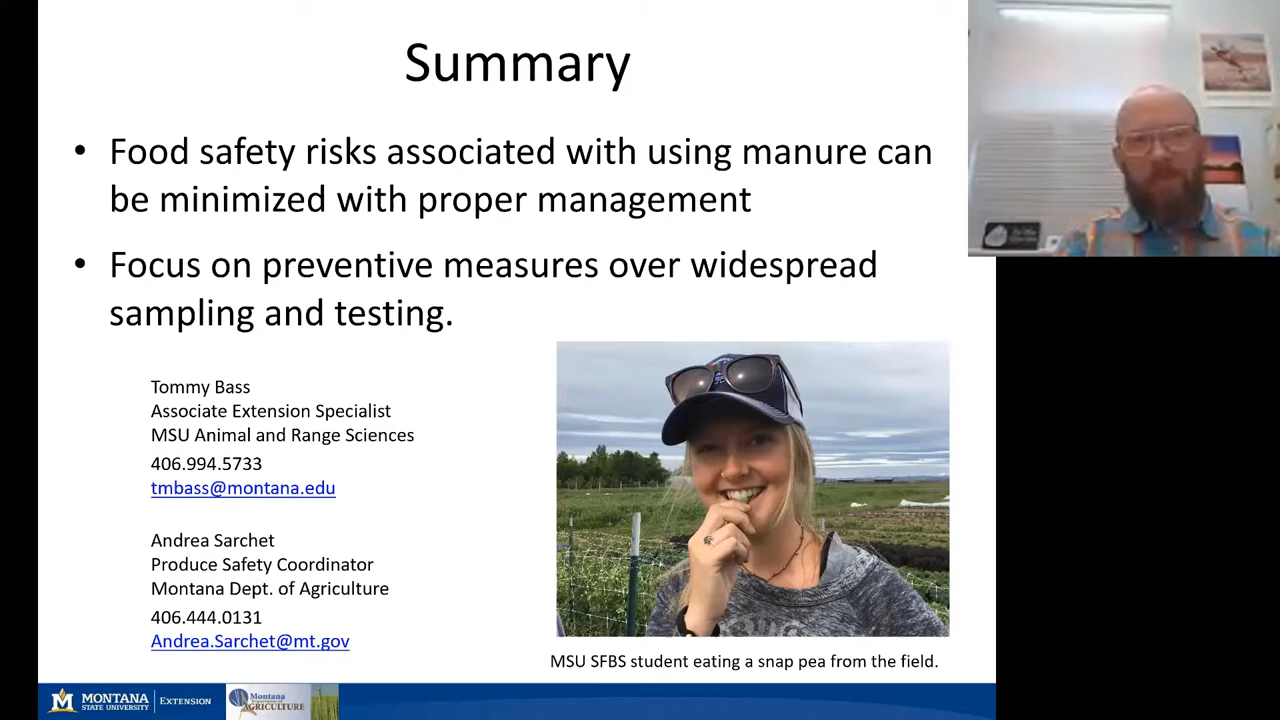 Summary
• Food safety risks associated with using manure can
be minimized with proper management
• Focus on preventive measures over widespread
sampling and testing.
Tommy Bass
Associate Extension Specialist
MSU Animal and Range Sciences
406.994.5733
tmbass@montana.edu
Andrea Sarchet
Produce Safety Coordinator
Montana Dept. of Agriculture
406.444.0131
Andrea.Sarchet@mt.gov
MSU SFBS student eating a snap pea from the field.
M MONTANA
STATE UNIVERSITY
EXTENSION
Montana
AGRICULTURE